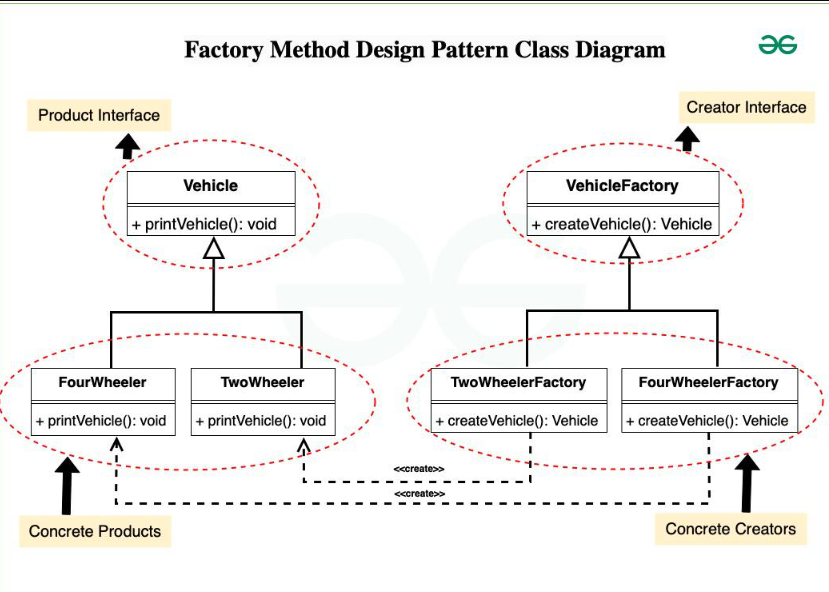 Factory Method Design Pattern Class Diagram
Product Interface
Creator Interface
Vehicle
+ printVehicle(): void
VehicleFactory
+ createVehicle(): Vehicle
FourWheeler
+ printVehicle(): void
TwoWheeler
+ printVehicle(): void
TwoWheelerFactory
+ createVehicle(): Vehicle
FourWheelerFactory
+ createVehicle(): Vehicle
<<create>>
<<create>>
Concrete Products
Concrete Creators